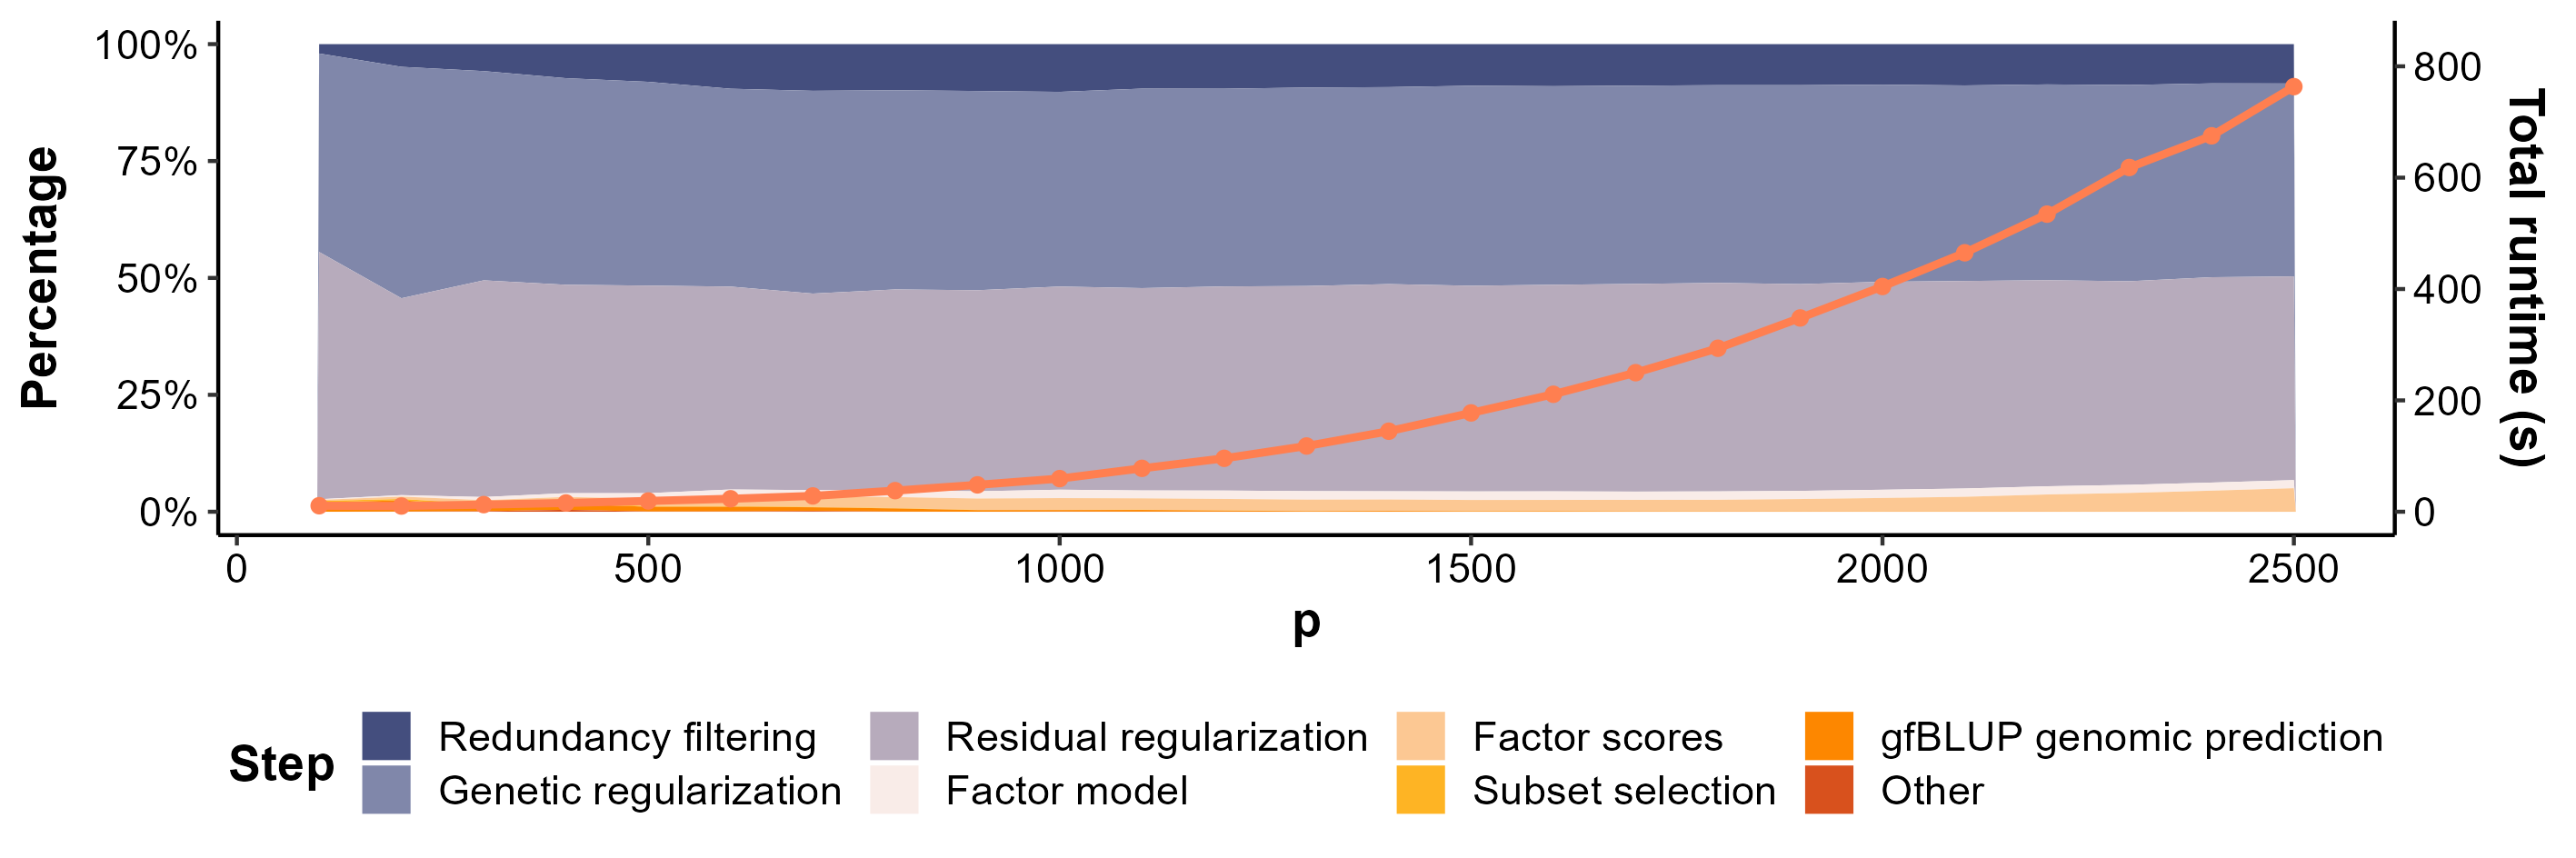 100%
75%
50%
25%
0%
Percentage
800
600
400
200
0
Total runtime (s)
0
500
1000
1500
2000
2500
p
Step
Redundancy filtering
Genetic regularization
Residual regularization
Factor model
Factor scores
Subset selection
gfBLUP genomic prediction
Other